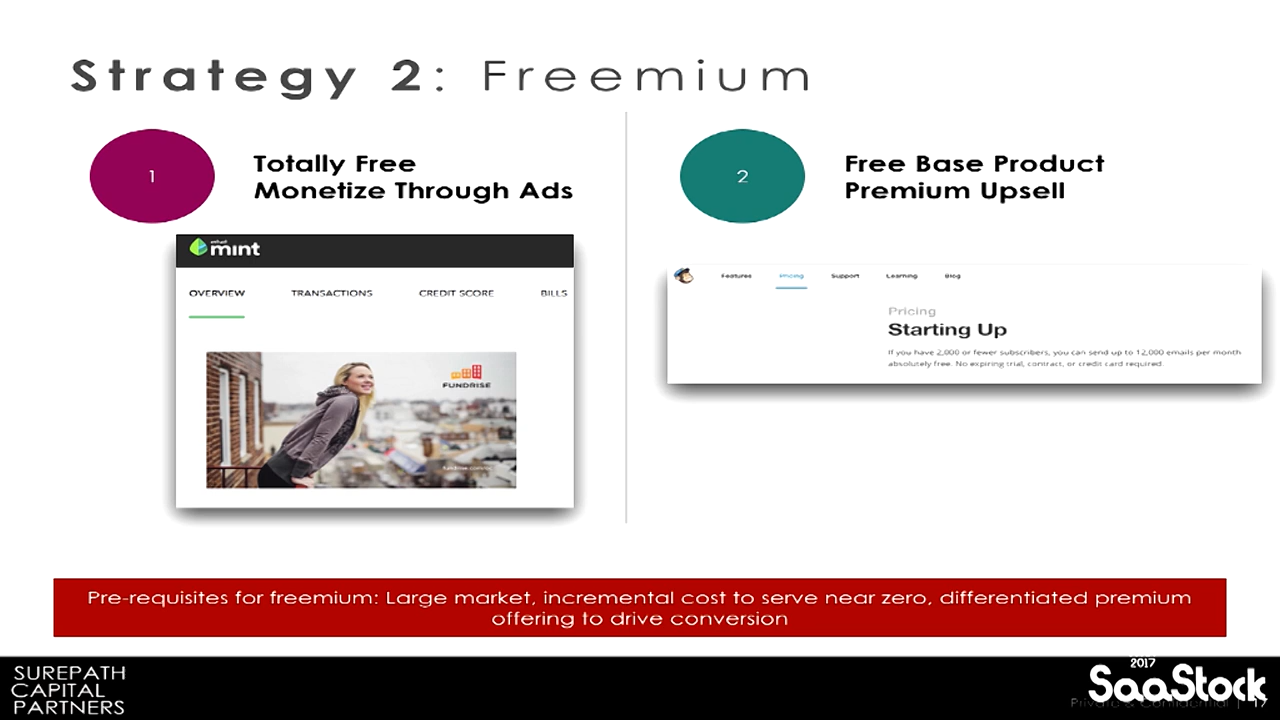 Strategy 2: Freemium
1
Totally Free
Monetize Through Ads
mint
OVERVIEW TRANSACTIONS CREDIT SCORE BILLS
FUNDRISE
2
Free Base Product
Premium Upsell
Features Pricing Support Learning Blog
Pricing
Starting Up
If you have 2,000 or fewer subscribers, you can send up to 12,000 emails per month
absolutely free. No expiring trial, contract, or credit card required.
Pre-requisites for freemium: Large market, incremental cost to serve near zero, differentiated premium
offering to drive conversion
SUREPATH
CAPITAL
PARTNERS
2017
SaaStock
Private & Confidential | 17